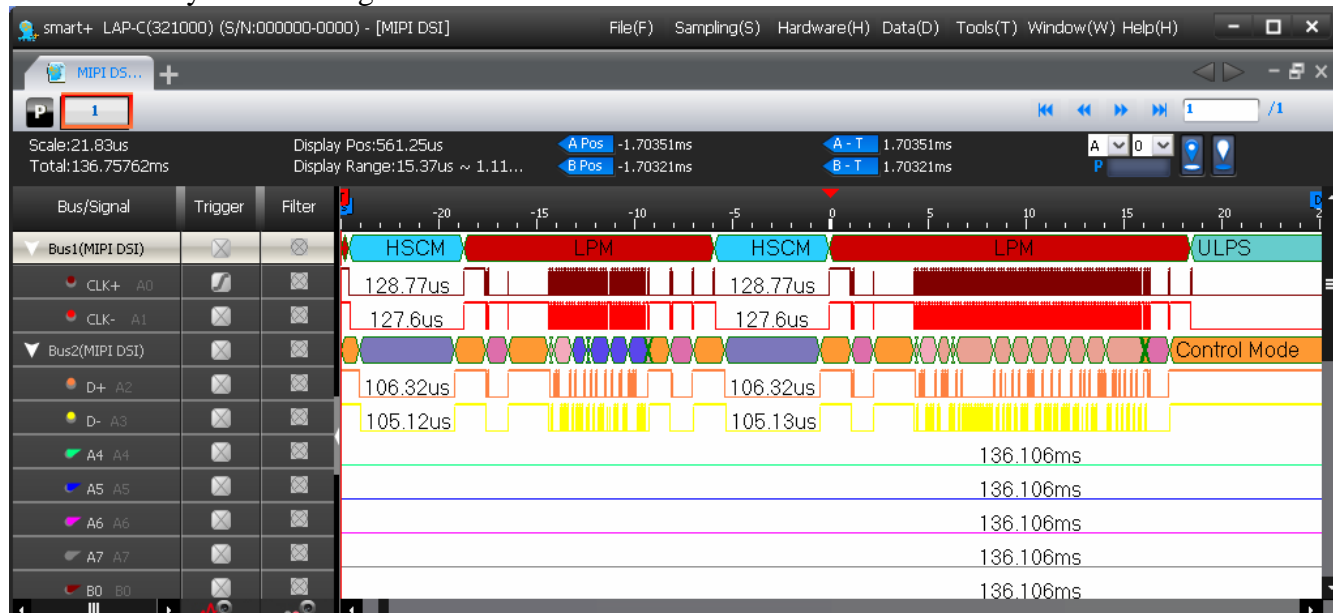 smart+ LAP-C(321000) (S/N:000000-0000) - [MIPI DSI] File(F) Sampling(S) Hardware(H) Data(D) Tools(T) Window(W) Help(H)
MIPI DS...
P 1 1 /1
Scale:21.83us Display Pos:561.25us A Pos -1.70351ms A - T 1.70351ms A 0
Total:136.75762ms Display Range:15.37us ~ 1.11... B Pos -1.70321ms B - T 1.70321ms P
Bus/Signal Trigger Filter -20 -15 -10 -5 0 5 10 15 20
Bus1(MIPI DSI) HSCM LPM HSCM LPM ULPS
CLK+ A0 128.77us 128.77us
CLK- A1 127.6us 127.6us
Bus2(MIPI DSI) Control Mode
D+ A2 106.32us 106.32us
D- A3 105.12us 105.13us
A4 A4 136.106ms
A5 A5 136.106ms
A6 A6 136.106ms
A7 A7 136.106ms
B0 B0 136.106ms